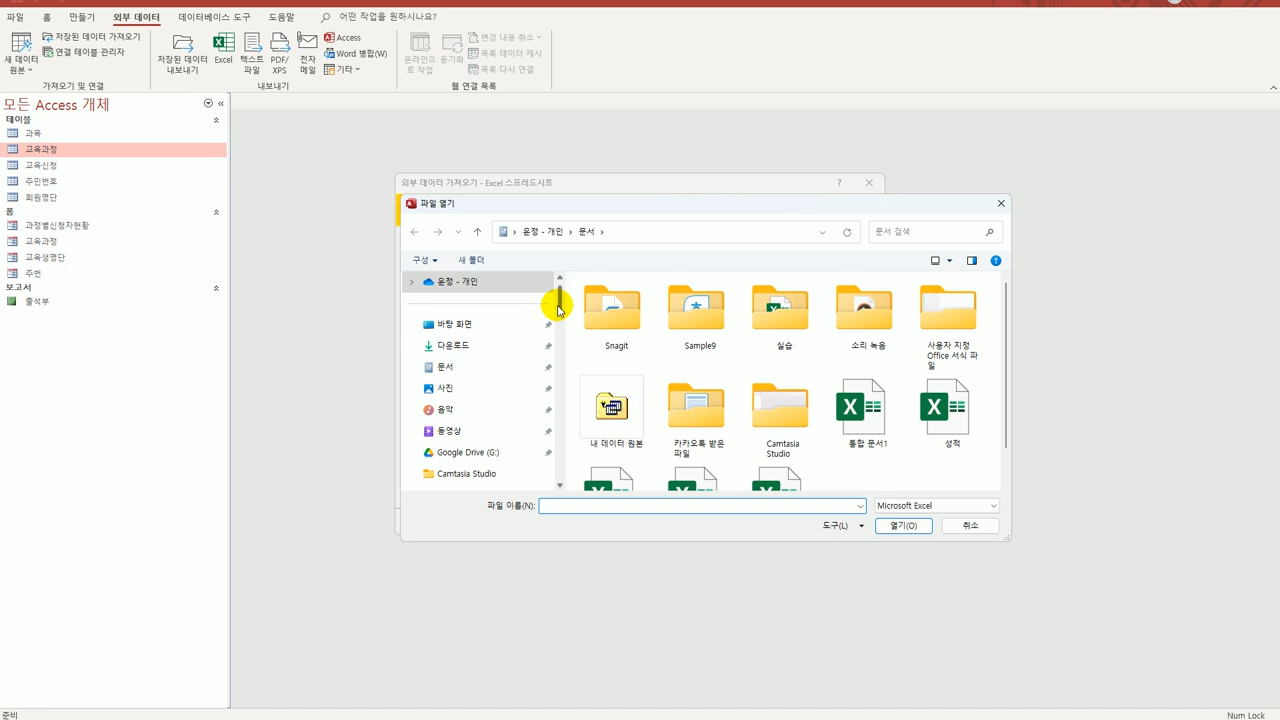 파일 홈 만들기 외부 데이터 데이터베이스 도구 도움말 어떤 작업을 원하시나요?
새 데이터 원본
저장된 데이터 가져오기
연결 테이블 관리자
가져오기 및 연결
저장된 데이터 내보내기
Excel
텍스트 파일
PDF/ XPS
전자 메일
Access
Word 병합(W)
기타
내보내기
온라인으로 작업
동기화
변경 내용 취소
목록 데이터 캐시
목록 다시 연결
웹 연결 목록
모든 Access 개체
테이블
과목
교육과정
교육신청
주민번호
회원명단
폼
과정별신청자현황
교육과정
교육생명단
주번
보고서
출석부
외부 데이터 가져오기 - Excel 스프레드시트
?
파일 열기
윤정 - 개인 › 문서 ›
문서 검색
구성 새 폴더
윤정 - 개인
바탕 화면
다운로드
문서
사진
음악
동영상
Google Drive (G:)
Camtasia Studio
Snagit
Sample9
실습
소리 녹음
사용자 지정
Office 서식 파
일
내 데이터 원본
카카오톡 받은
파일
Camtasia
Studio
통합 문서1
성적
파일 이름(N):
Microsoft Excel
도구(L)
열기(O)
취소
준비
Num Lock